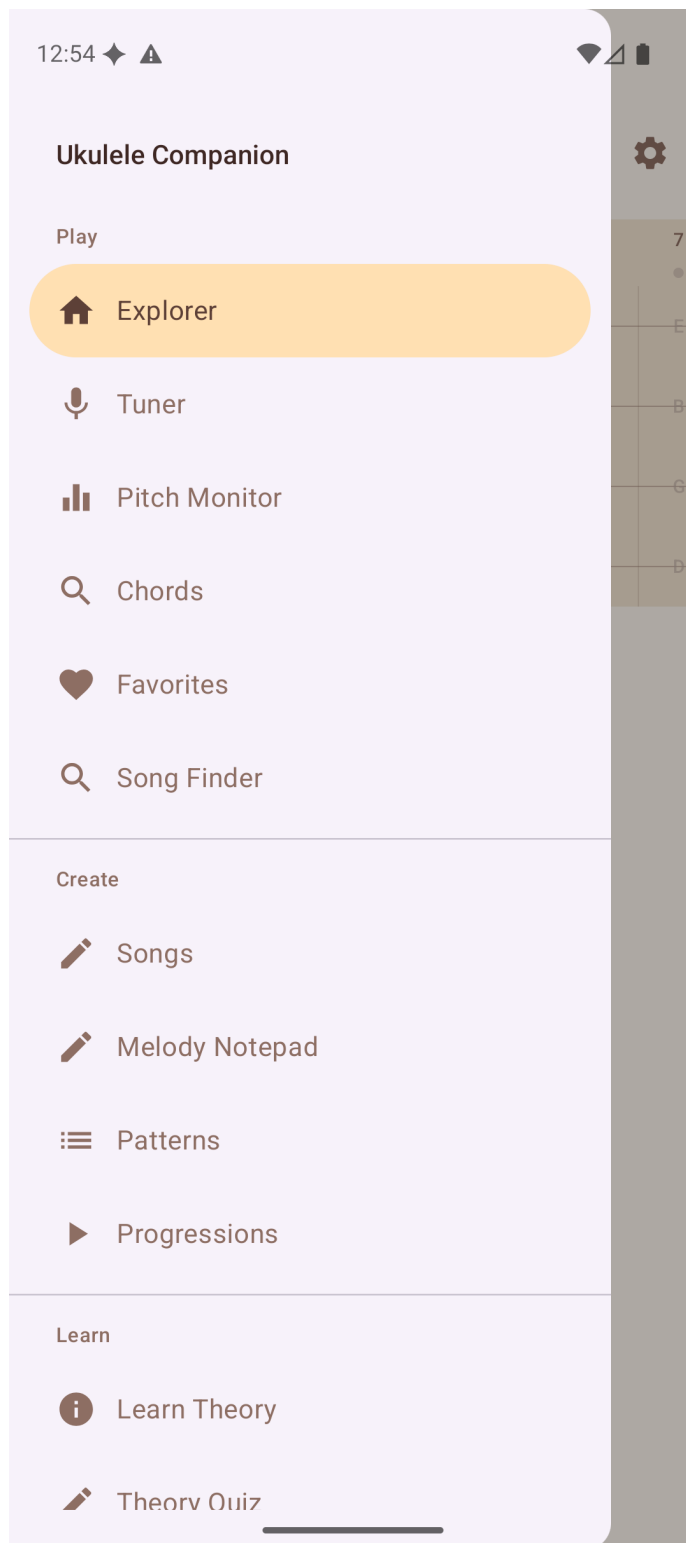 12:54
Ukulele Companion
Play
7
Explorer
E
Tuner
B
Pitch Monitor
G
Chords
D
Favorites
Song Finder
Create
Songs
Melody Notepad
Patterns
Progressions
Learn
Learn Theory
Theory Quiz